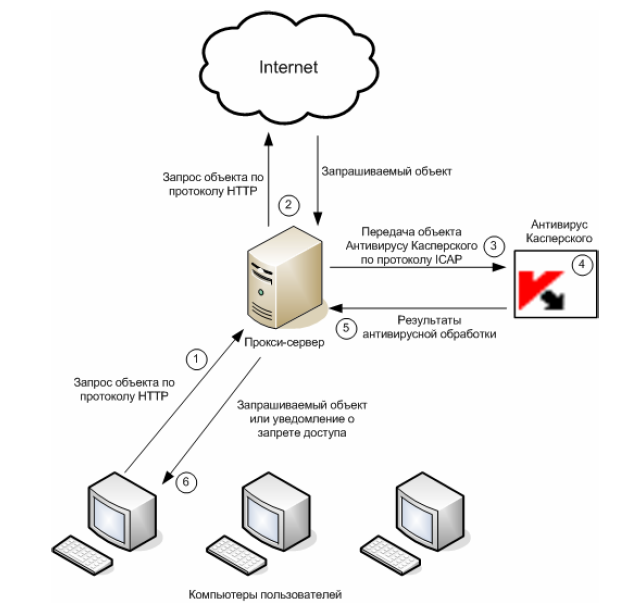 Internet
Запрос объекта по
протоколу HTTP
Запрашиваемый объект
2
Передача объекта
Антивирусу Касперского
по протоколу ICAP
3
Антивирус
Касперского
4
5
Результаты
антивирусной обработки
Прокси-сервер
1
Запрос объекта по
протоколу HTTP
Запрашиваемый объект
или уведомление о
запрете доступа
6
Компьютеры пользователей